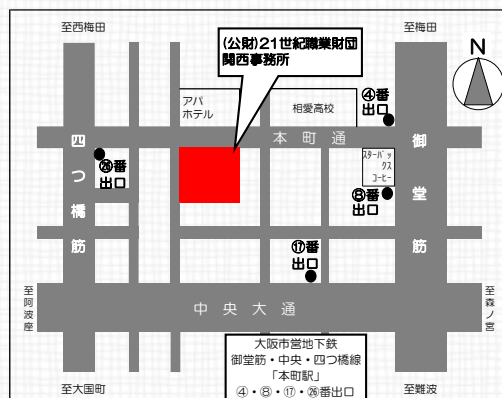 至西梅田
至梅田
(公財)21世紀職業財団
関西事務所
N
アパ
ホテル
相愛高校
④番
出口
本町通
四つ橋筋
㉖番
出口
スターバッ
クス
コーヒー
御堂筋
⑧番
出口
⑰番
出口
至阿波座
至森ノ宮
中央大通
大阪市営地下鉄
御堂筋・中央・四つ橋線
「本町駅」
④・⑧・⑰・㉖番出口
至大国町
至難波